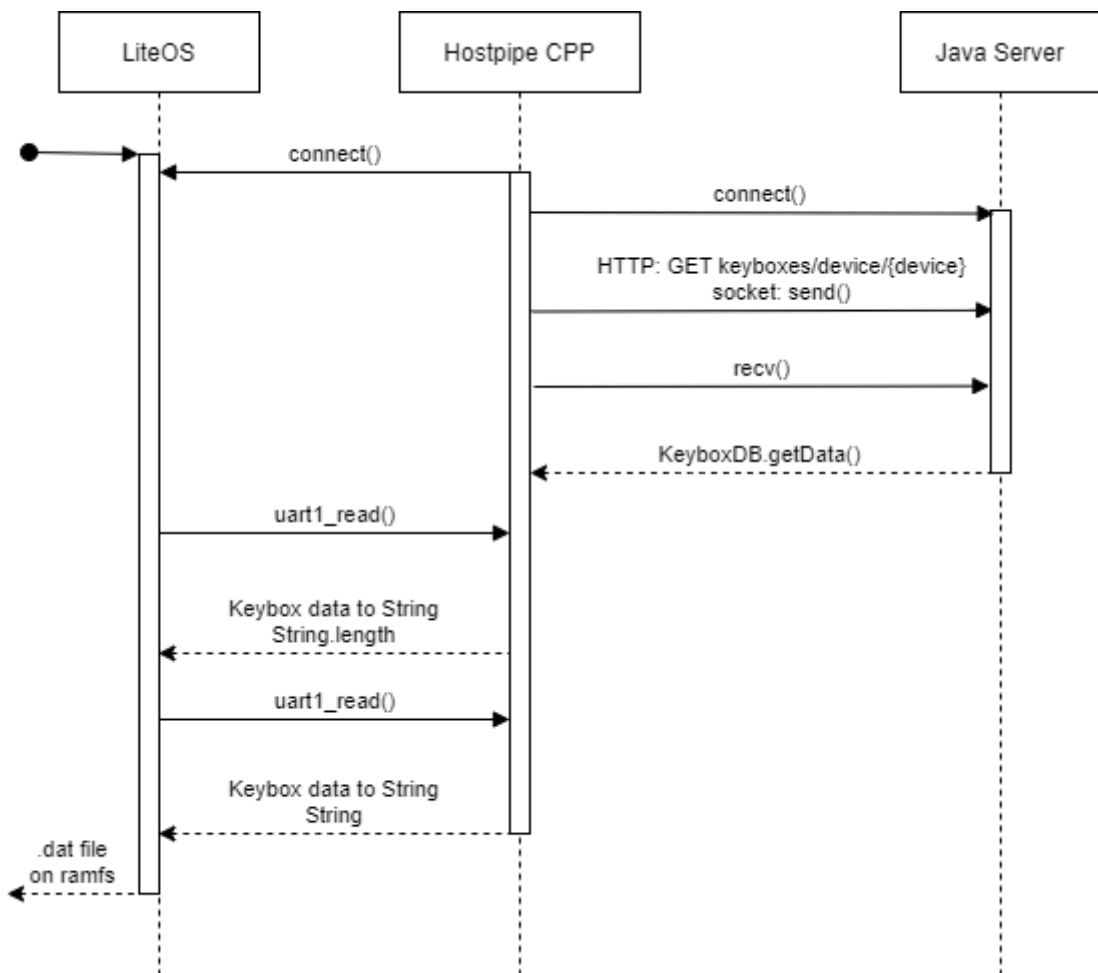 LiteOS
Hostpipe CPP
Java Server
connect()
connect()
HTTP: GET keyboxes/device/{device}
socket: send()
recv()
KeyboxDB.getData()
uart1_read()
Keybox data to String
String.length
uart1_read()
Keybox data to String
String
.dat file
on ramfs